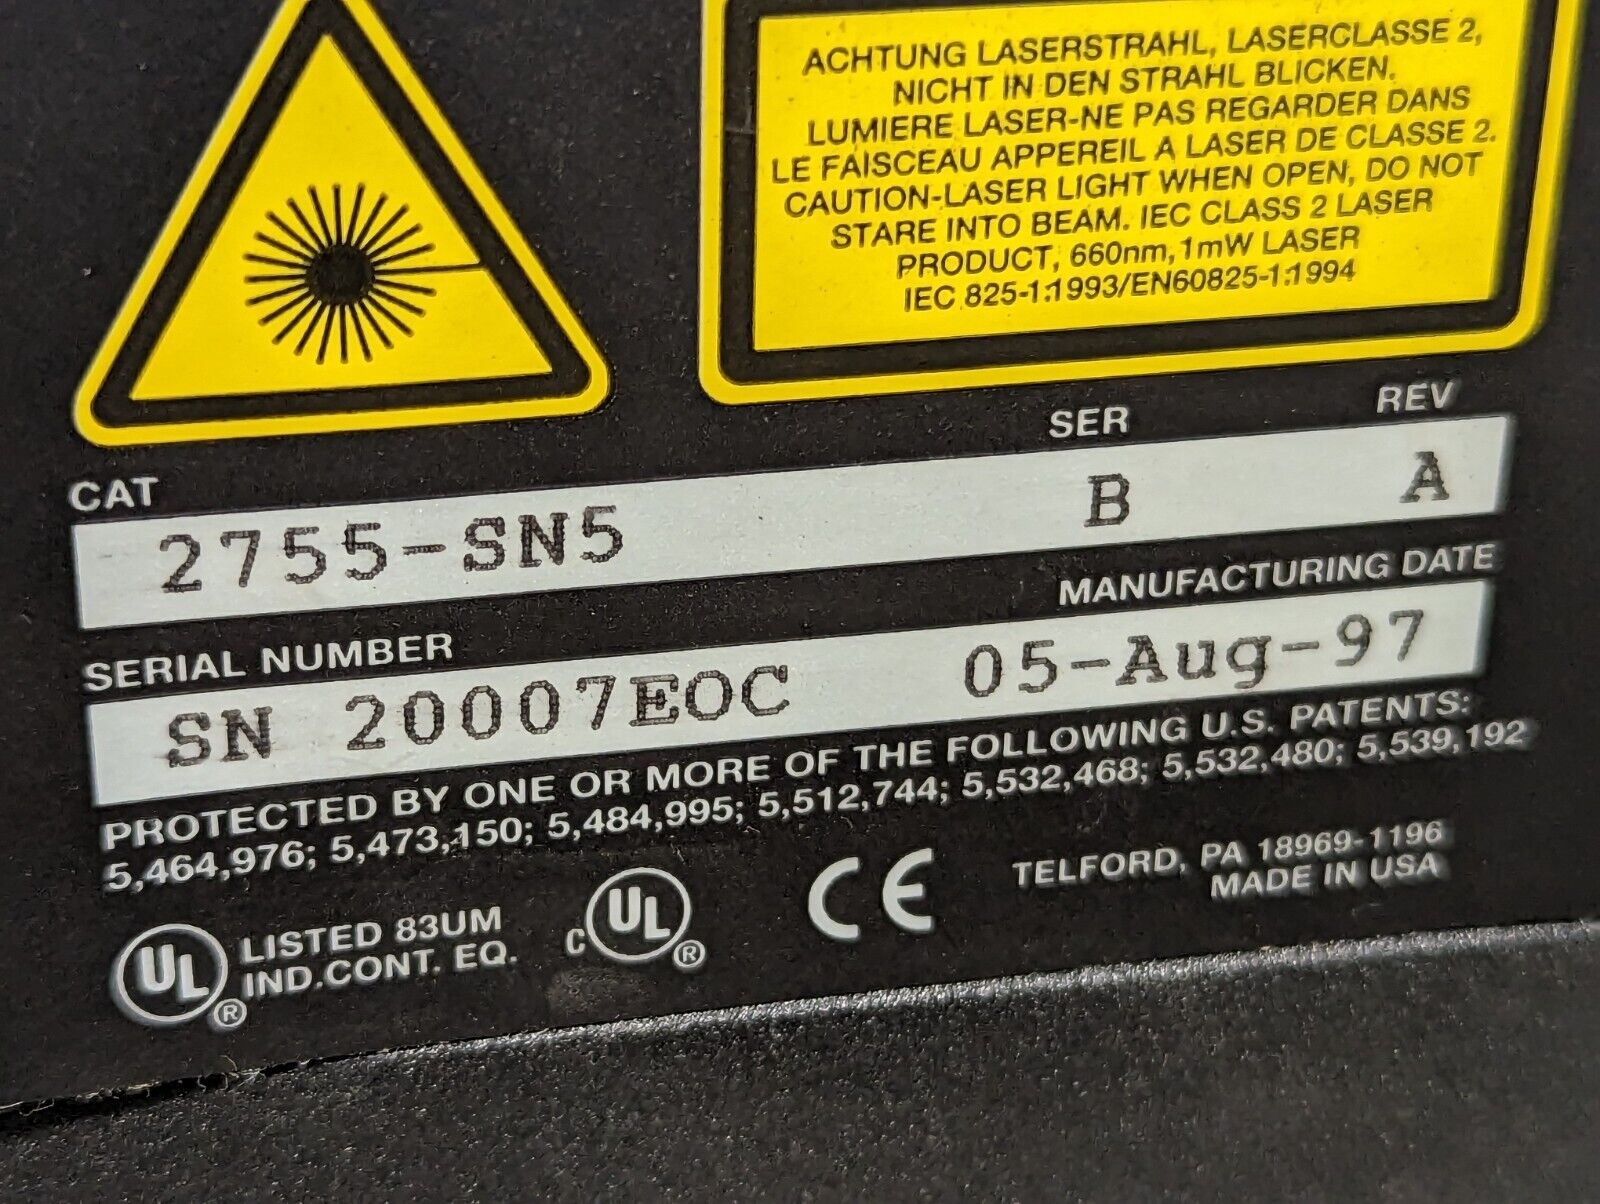 ACHTUNG LASERSTRAHL, LASERCLASSE 2,
NICHT IN DEN STRAHL BLICKEN.
LUMIERE LASER-NE PAS REGARDER DANS
LE FAISCEAU APPEREIL A LASER DE CLASSE 2.
CAUTION-LASER LIGHT WHEN OPEN, DO NOT
STARE INTO BEAM. IEC CLASS 2 LASER
PRODUCT, 660nm, 1mW LASER
IEC 825-1:1993/EN60825-1:1994
CAT SER REV
2755-SN5 B A
SERIAL NUMBER MANUFACTURING DATE
SN 20007EOC 05-Aug-97
PROTECTED BY ONE OR MORE OF THE FOLLOWING U.S. PATENTS:
5,464,976; 5,473,150; 5,484,995; 5,512,744; 5,532,468; 5,532,480; 5,539,192
UL ® LISTED 83UM
IND.CONT. EQ.
C UL ®
CE
TELFORD, PA 18969-1196
MADE IN USA